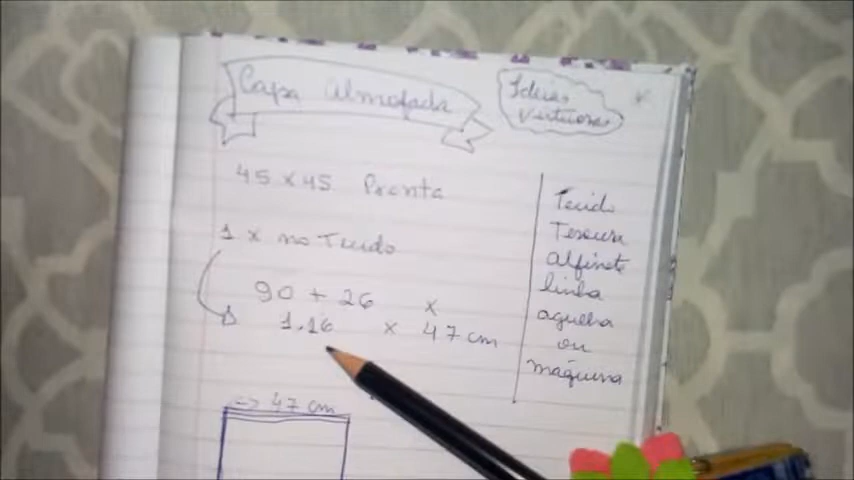 Capa almofada
Ideias
Virtuosas
45 x 45 Pronta
1 x no Tecido
90 + 26 x
1.16 x 47 cm
-> 47 cm
Tecido
Tesoura
alfinete
linha
agulha
ou
máquina